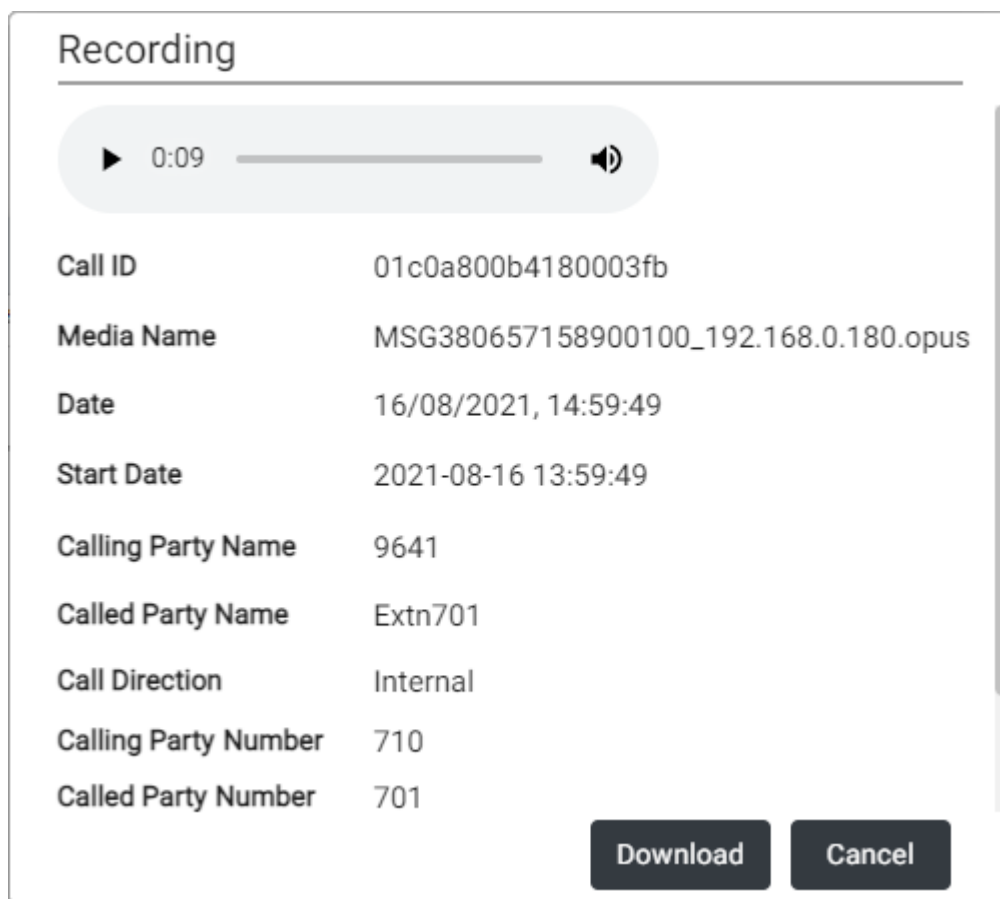 Recording
0:09
Call ID 01c0a800b4180003fb
Media Name MSG380657158900100_192.168.0.180.opus
Date 16/08/2021, 14:59:49
Start Date 2021-08-16 13:59:49
Calling Party Name 9641
Called Party Name Extn701
Call Direction Internal
Calling Party Number 710
Called Party Number 701
Download Cancel